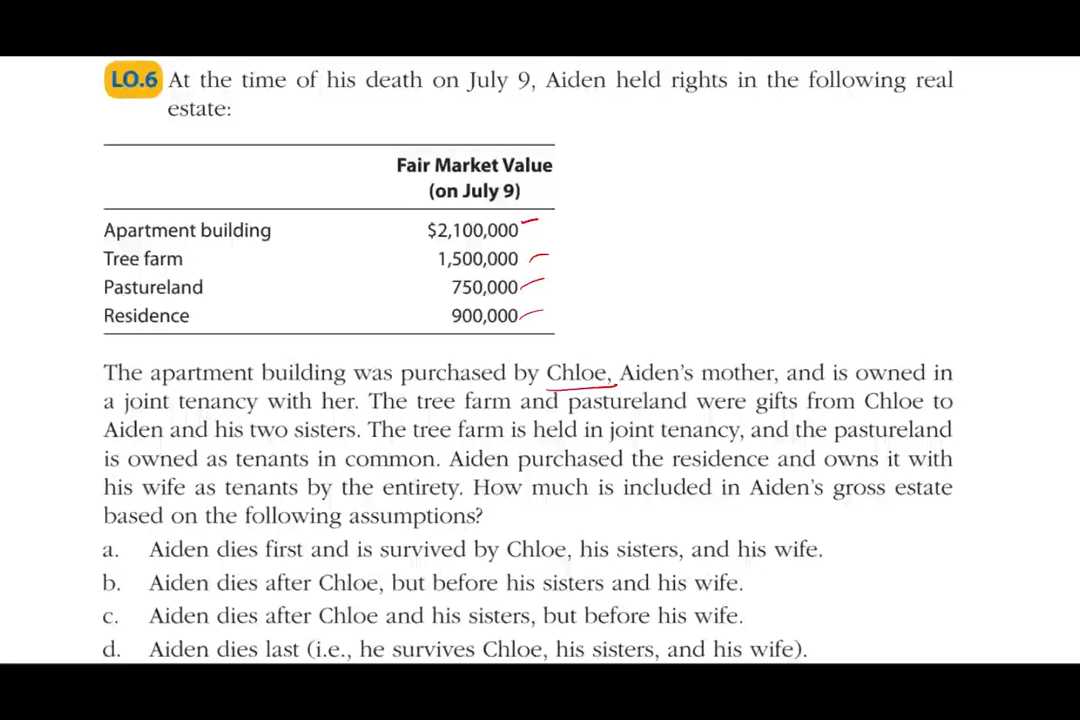 LO.6 At the time of his death on July 9, Aiden held rights in the following real
estate:
Fair Market Value
(on July 9)
Apartment building $2,100,000
Tree farm 1,500,000
Pastureland 750,000
Residence 900,000
The apartment building was purchased by Chloe, Aiden's mother, and is owned in
a joint tenancy with her. The tree farm and pastureland were gifts from Chloe to
Aiden and his two sisters. The tree farm is held in joint tenancy, and the pastureland
is owned as tenants in common. Aiden purchased the residence and owns it with
his wife as tenants by the entirety. How much is included in Aiden's gross estate
based on the following assumptions?
a. Aiden dies first and is survived by Chloe, his sisters, and his wife.
b. Aiden dies after Chloe, but before his sisters and his wife.
c. Aiden dies after Chloe and his sisters, but before his wife.
d. Aiden dies last (i.e., he survives Chloe, his sisters, and his wife).